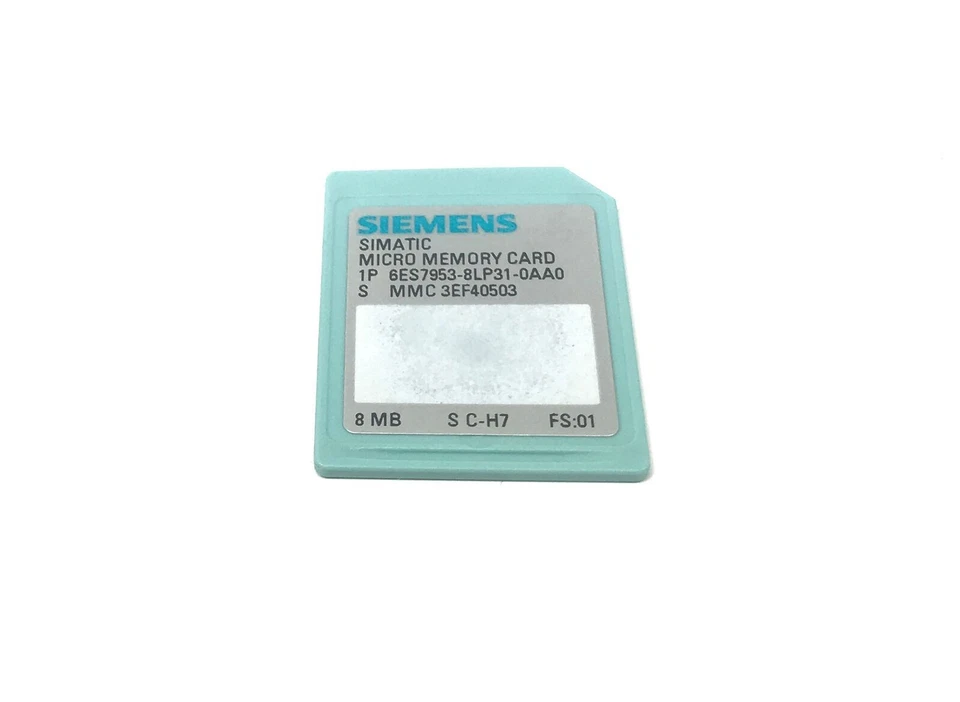 SIEMENS
SIMATIC
MICRO MEMORY CARD
1P 6ES7953-8LP31-0AA0
S MMC 3EF40503
8 MB S C-H7 FS:01